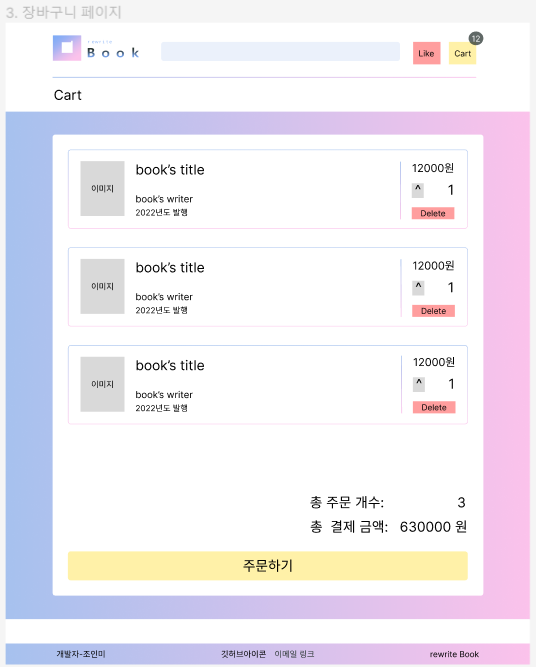 3. 장바구니 페이지
rewrite
Book
Like
Cart
12
Cart
이미지
book's title
book's writer
2022년도 발행
12000원
^ 1
Delete
이미지
book's title
book's writer
2022년도 발행
12000원
^ 1
Delete
이미지
book's title
book's writer
2022년도 발행
12000원
^ 1
Delete
총 주문 개수: 3
총 결제 금액: 630000 원
주문하기
개발자-조인미 깃허브아이콘 이메일 링크 rewrite Book